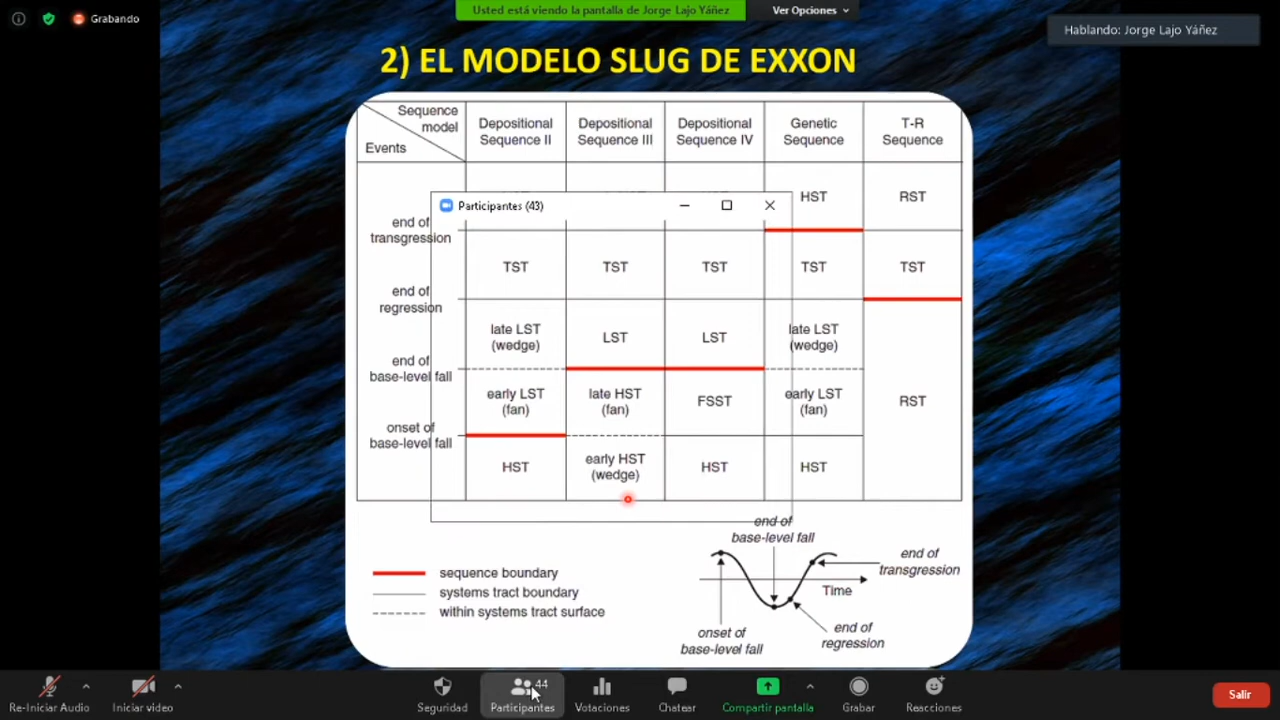 Grabando
Usted está viendo la pantalla de Jorge Lajo Yáñez
Ver Opciones
Hablando: Jorge Lajo Yáñez
2) EL MODELO SLUG DE EXXON
Sequence model
Events
Depositional Sequence II
Depositional Sequence III
Depositional Sequence IV
Genetic Sequence
T-R Sequence
HST
RST
Participantes (43)
end of transgression
TST
TST
TST
TST
TST
end of regression
late LST (wedge)
LST
LST
late LST (wedge)
end of base-level fall
early LST (fan)
late HST (fan)
FSST
early LST (fan)
RST
onset of base-level fall
HST
early HST (wedge)
HST
HST
end of base-level fall
end of transgression
Time
onset of base-level fall
end of regression
sequence boundary
systems tract boundary
within systems tract surface
Re-Iniciar Audio
Iniciar video
Seguridad
44
Participantes
Votaciones
Chatear
Compartir pantalla
Grabar
Reacciones
Salir